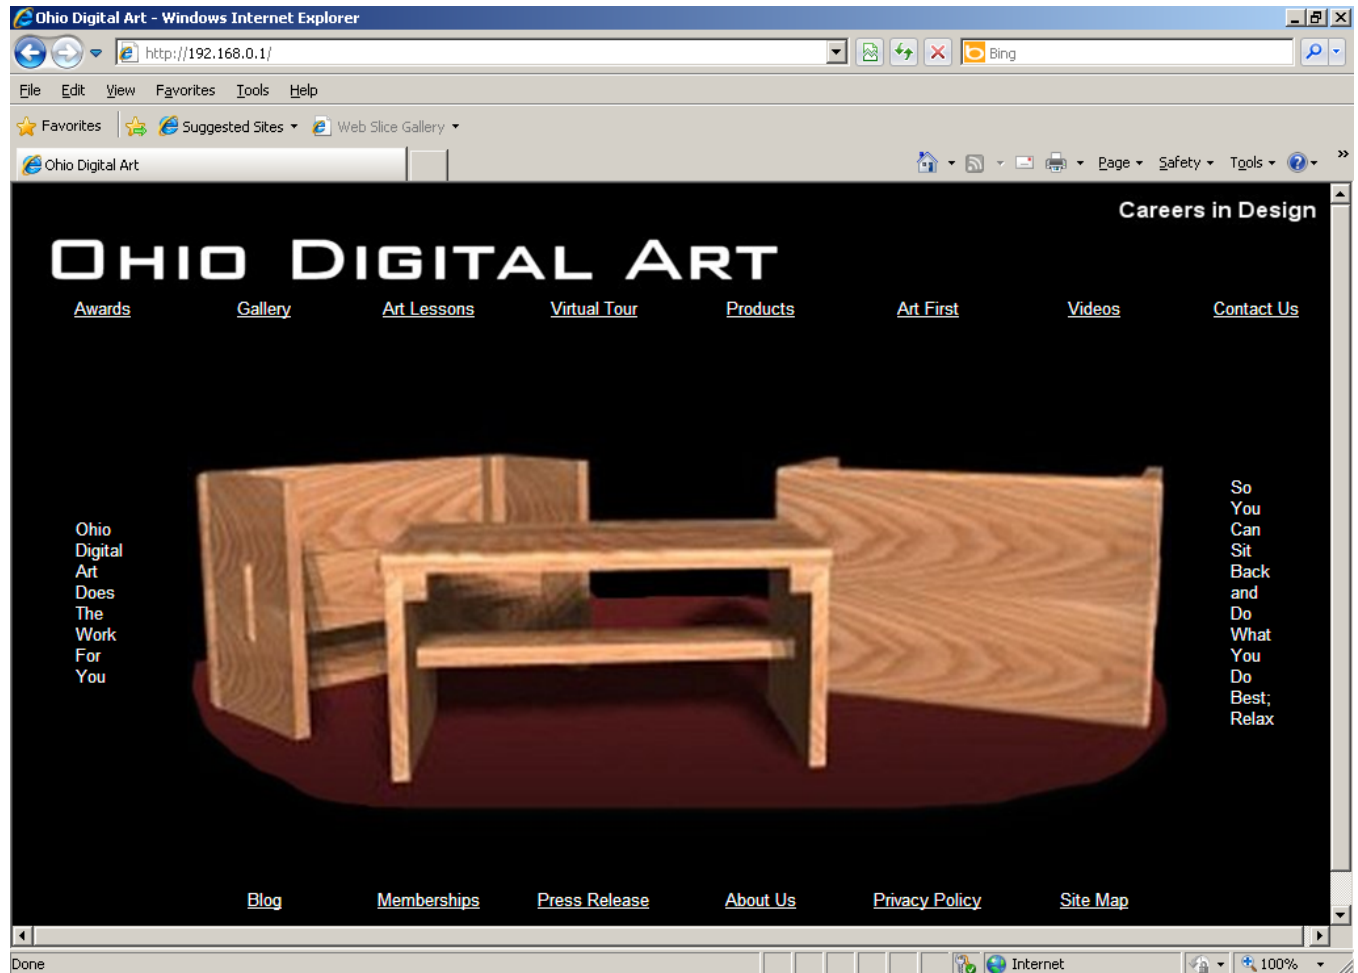 Ohio Digital Art - Windows Internet Explorer
http://192.168.0.1/
Bing
File Edit View Favorites Tools Help
Favorites Suggested Sites Web Slice Gallery
Ohio Digital Art
Page Safety Tools
Careers in Design
OHIO DIGITAL ART
Awards Gallery Art Lessons Virtual Tour Products Art First Videos Contact Us
Ohio
Digital
Art
Does
The
Work
For
You
So
You
Can
Sit
Back
and
Do
What
You
Do
Best;
Relax
Blog Memberships Press Release About Us Privacy Policy Site Map
Done Internet 100%